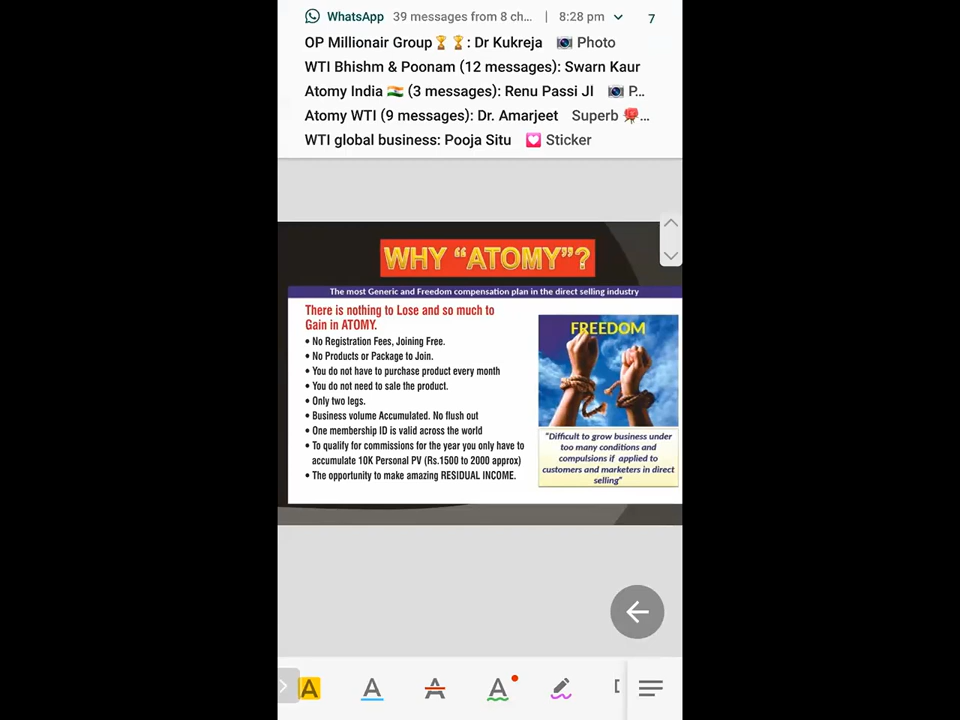 WhatsApp 39 messages from 8 ch... | 8:28 pm 7
OP Millionair Group🏆🏆: Dr Kukreja 📷 Photo
WTI Bhishm & Poonam (12 messages): Swarn Kaur
Atomy India 🇮🇳 (3 messages): Renu Passi JI 📷 P...
Atomy WTI (9 messages): Dr. Amarjeet Superb 🌹...
WTI global business: Pooja Situ 💟 Sticker
WHY “ATOMY”?
The most Generic and Freedom compensation plan in the direct selling industry
There is nothing to Lose and so much to
Gain in ATOMY.
• No Registration Fees, Joining Free.
• No Products or Package to Join.
• You do not have to purchase product every month
• You do not need to sale the product.
• Only two legs.
• Business volume Accumulated. No flush out
• One membership ID is valid across the world
• To qualify for commissions for the year you only have to
accumulate 10K Personal PV (Rs.1500 to 2000 approx)
• The opportunity to make amazing RESIDUAL INCOME.
FREEDOM
“Difficult to grow business under
too many conditions and
compulsions if applied to
customers and marketers in direct
selling”
A A A A